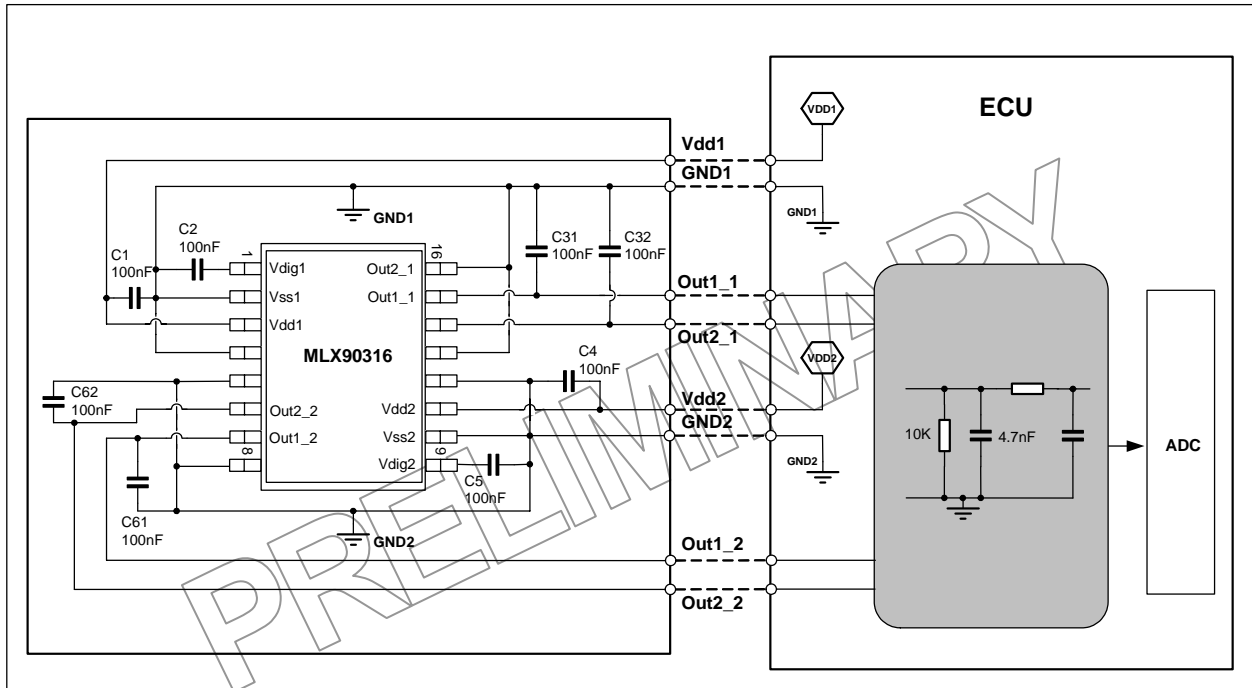 ECU
VDD1
Vdd1
GND1
GND1
GND1
C2
100nF
C1
100nF
C31
100nF
C32
100nF
1
16
Vdig1
Out2_1
Vss1
Out1_1
Vdd1
MLX90316
Out2_2
Vdd2
Out1_2
Vss2
8
9
Vdig2
Out1_1
Out2_1
VDD2
C4
100nF
C62
100nF
Vdd2
GND2
GND2
10K
4.7nF
ADC
C5
100nF
C61
100nF
GND2
Out1_2
Out2_2
PRELIMINARY